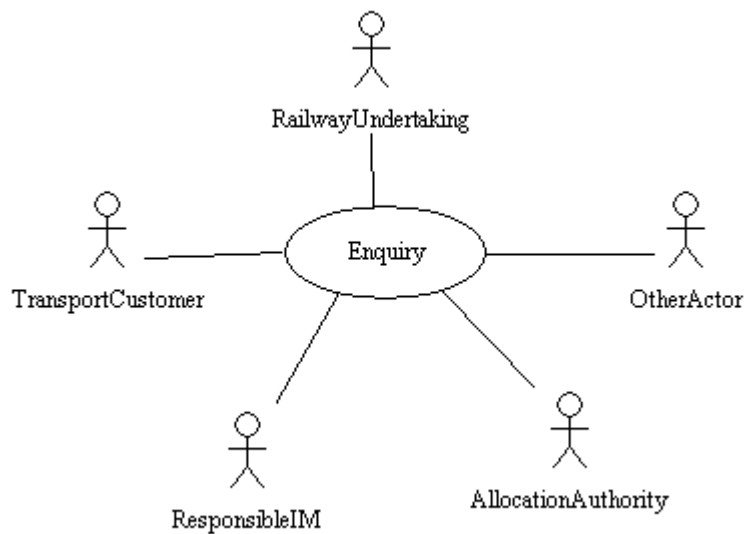 RailwayUndertaking
Enquiry
TransportCustomer
OtherActor
AllocationAuthority
ResponsibleIM